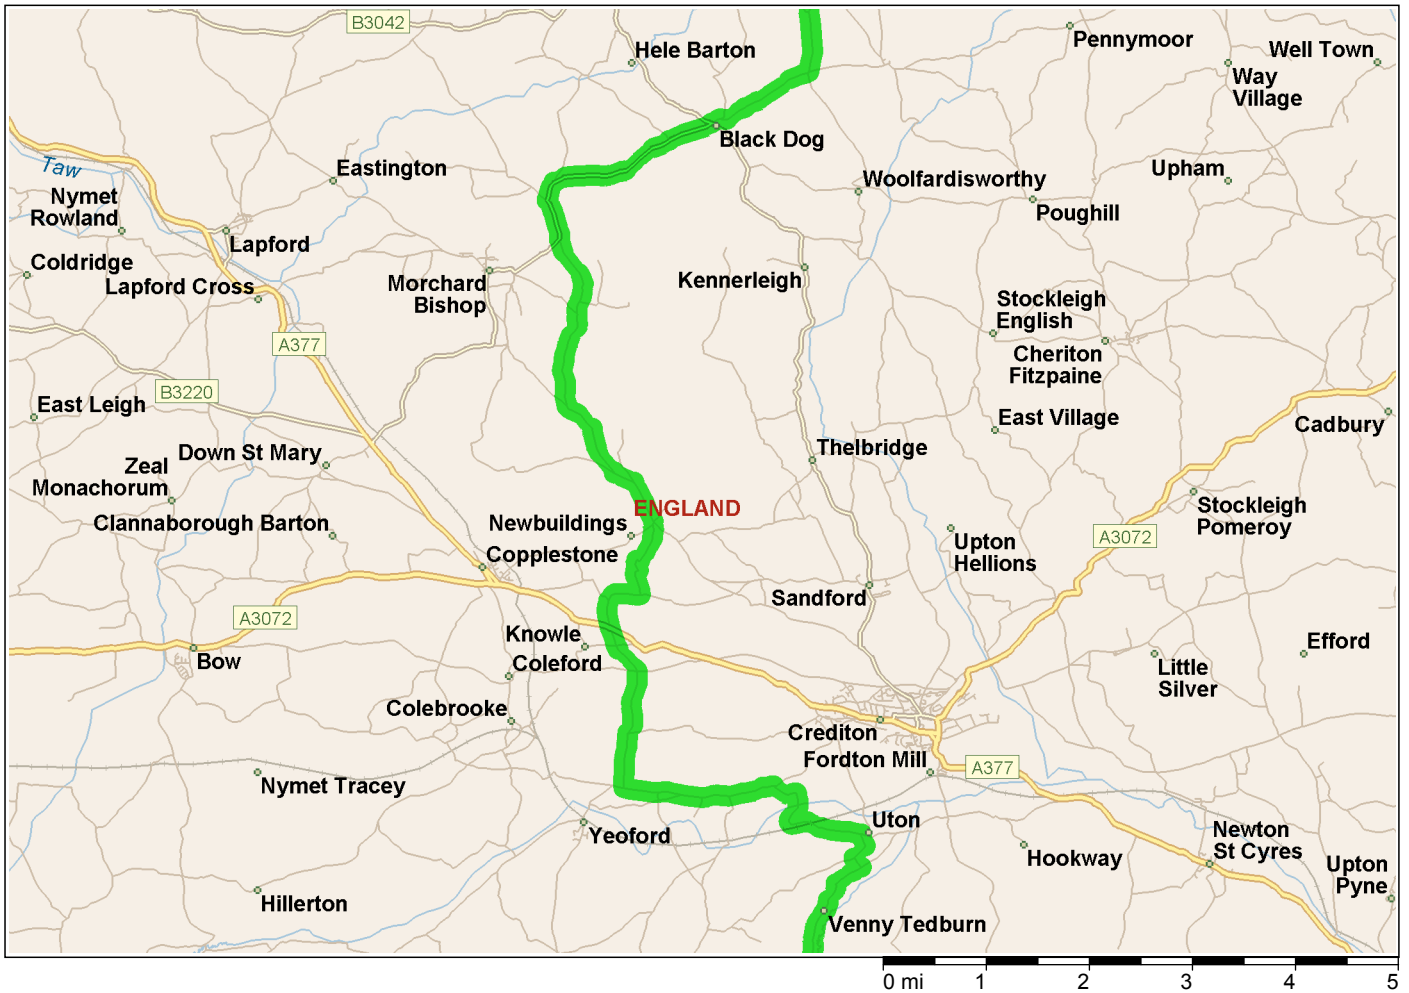 B3042
Hele Barton
Pennymoor
Well Town
Way
Village
Black Dog
Taw
Eastington
Upham
Woolfardisworthy
Nymet
Rowland
Poughill
Lapford
Coldridge
Lapford Cross
Morchard
Bishop
Kennerleigh
Stockleigh
English
A377
Cheriton
Fitzpaine
B3220
East Leigh
East Village
Cadbury
Down St Mary
Thelbridge
Zeal
Monachorum
ENGLAND
Stockleigh
Pomeroy
Clannaborough Barton
Newbuildings
A3072
Upton
Hellions
Copplestone
Sandford
A3072
Knowle
Efford
Bow
Coleford
Little
Silver
Colebrooke
Crediton
Fordton Mill
A377
Nymet Tracey
Uton
Yeoford
Newton
St Cyres
Hookway
Upton
Pyne
Hillerton
Venny Tedburn
0 mi 1 2 3 4 5